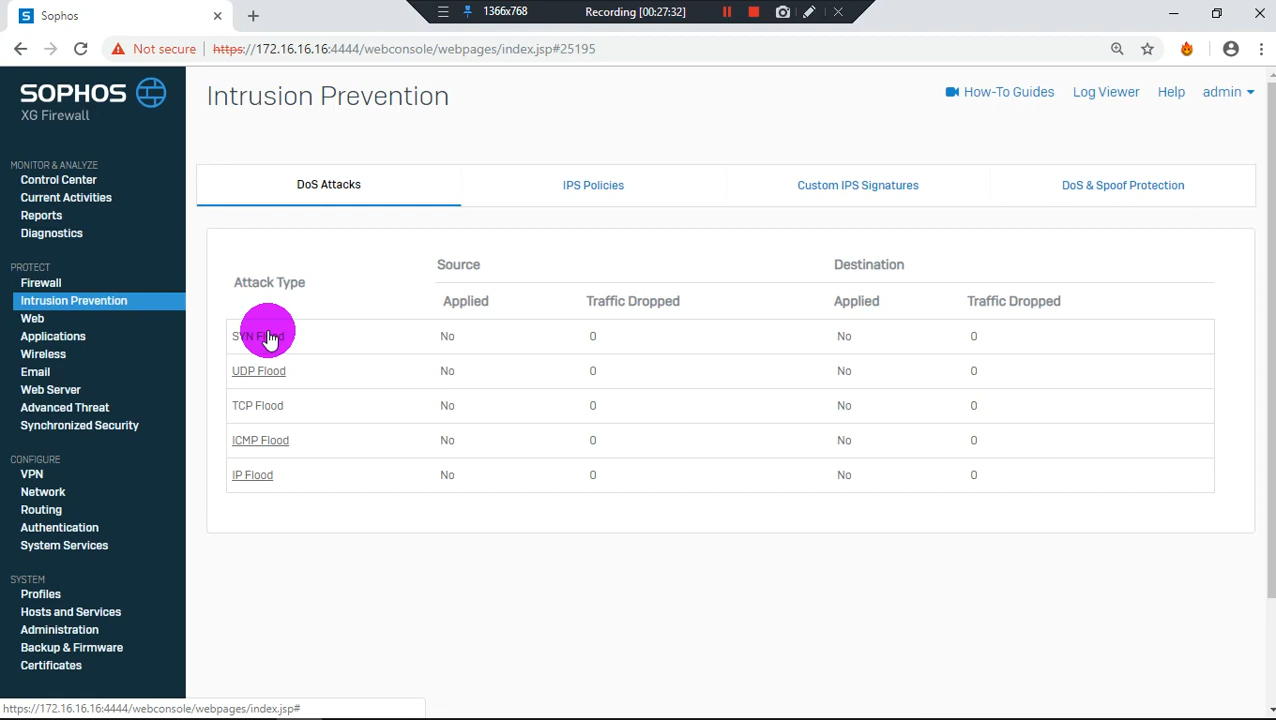 Sophos
1366x768
Recording [00:27:32]
Not secure
https://172.16.16.16:4444/webconsole/webpages/index.jsp#25195
SOPHOS
XG Firewall
Intrusion Prevention
How-To Guides
Log Viewer
Help
admin
MONITOR & ANALYZE
Control Center
Current Activities
Reports
Diagnostics
PROTECT
Firewall
Intrusion Prevention
Web
Applications
Wireless
Email
Web Server
Advanced Threat
Synchronized Security
CONFIGURE
VPN
Network
Routing
Authentication
System Services
SYSTEM
Profiles
Hosts and Services
Administration
Backup & Firmware
Certificates
DoS Attacks
IPS Policies
Custom IPS Signatures
DoS & Spoof Protection
Attack Type
Source
Destination
Applied
Traffic Dropped
Applied
Traffic Dropped
SYN Flood No 0 No 0
UDP Flood No 0 No 0
TCP Flood No 0 No 0
ICMP Flood No 0 No 0
IP Flood No 0 No 0
https://172.16.16.16:4444/webconsole/webpages/index.jsp#